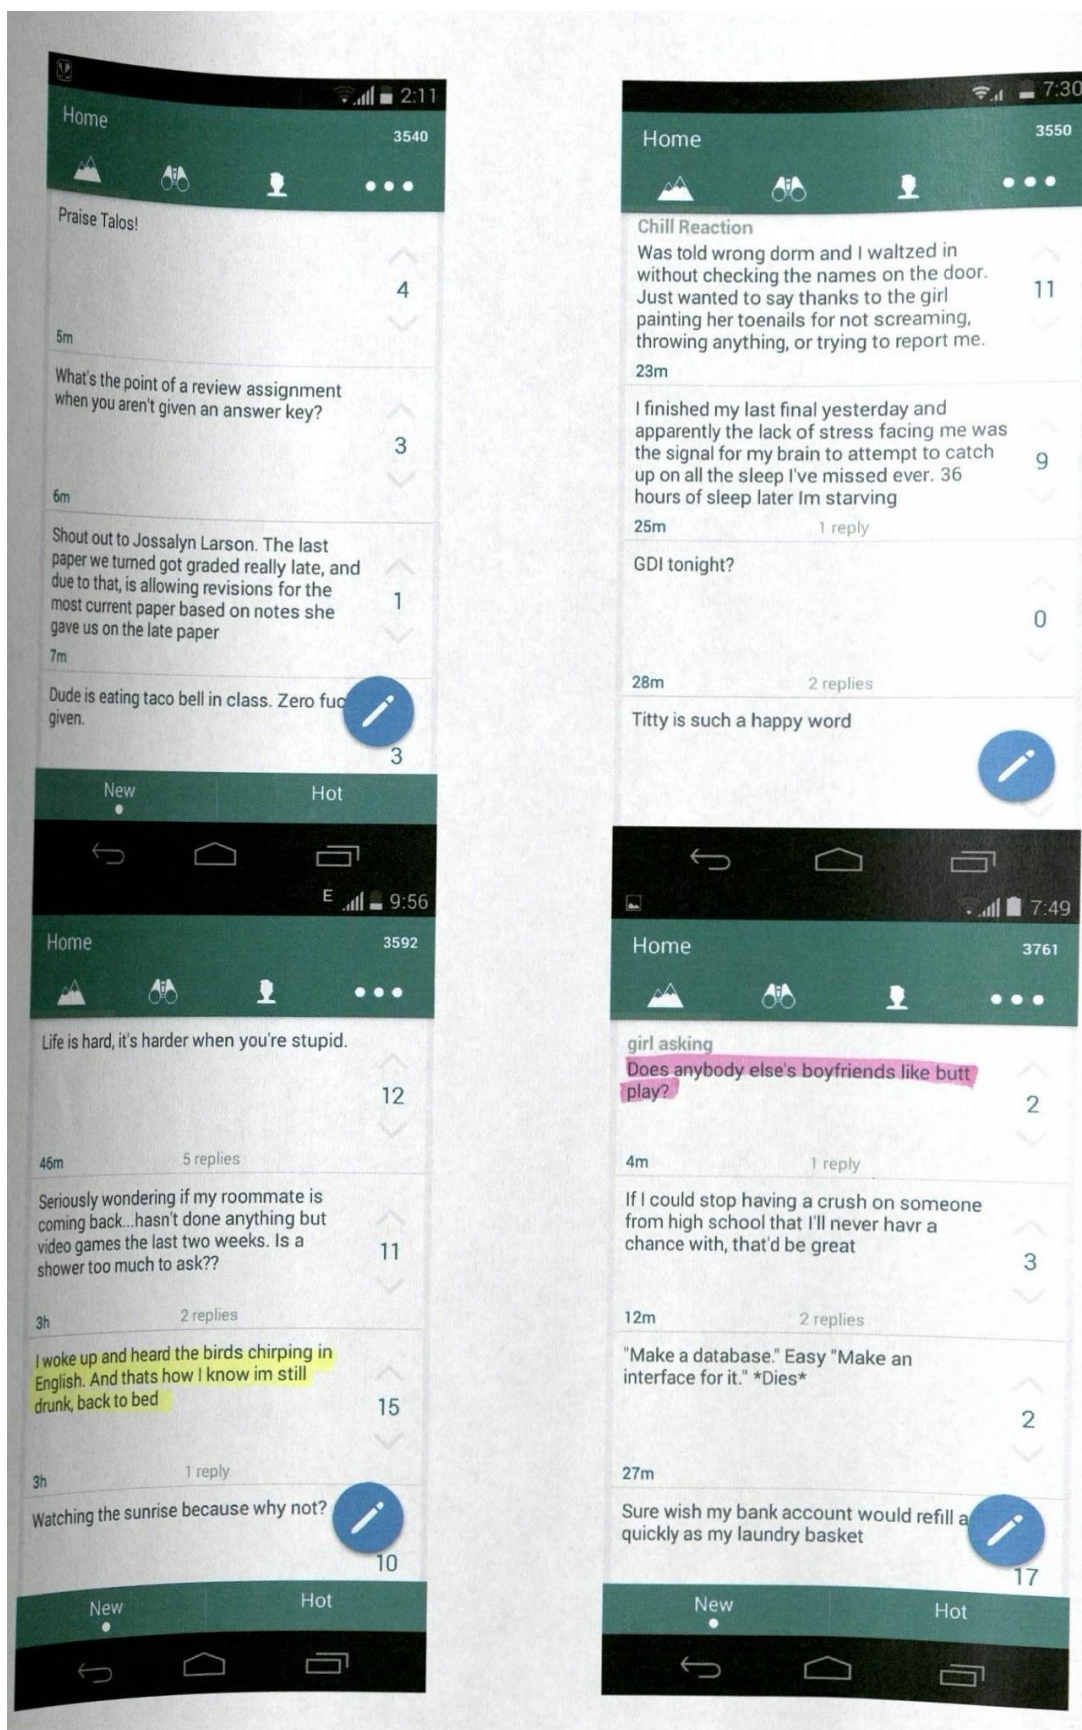 2:11
Home
3540
Praise Talos!
4
5m
What's the point of a review assignment
when you aren't given an answer key?
3
6m
Shout out to Jossalyn Larson. The last
paper we turned got graded really late, and
due to that, is allowing revisions for the
most current paper based on notes she
gave us on the late paper
1
7m
Dude is eating taco bell in class. Zero fuc
given.
3
New
Hot
7:30
Home
3550
Chill Reaction
Was told wrong dorm and I waltzed in
without checking the names on the door.
Just wanted to say thanks to the girl
painting her toenails for not screaming,
throwing anything, or trying to report me.
11
23m
I finished my last final yesterday and
apparently the lack of stress facing me was
the signal for my brain to attempt to catch
up on all the sleep I've missed ever. 36
hours of sleep later Im starving
9
25m
1 reply
GDI tonight?
0
28m
2 replies
Titty is such a happy word
E
9:56
Home
3592
Life is hard, it's harder when you're stupid.
12
46m
5 replies
Seriously wondering if my roommate is
coming back...hasn't done anything but
video games the last two weeks. Is a
shower too much to ask??
11
3h
2 replies
I woke up and heard the birds chirping in
English. And thats how I know im still
drunk, back to bed
15
3h
1 reply
Watching the sunrise because why not?
10
New
Hot
7:49
Home
3761
girl asking
Does anybody else's boyfriends like butt
play?
2
4m
1 reply
If I could stop having a crush on someone
from high school that I'll never havr a
chance with, that'd be great
3
12m
2 replies
"Make a database." Easy "Make an
interface for it." *Dies*
2
27m
Sure wish my bank account would refill a
quickly as my laundry basket
17
New
Hot